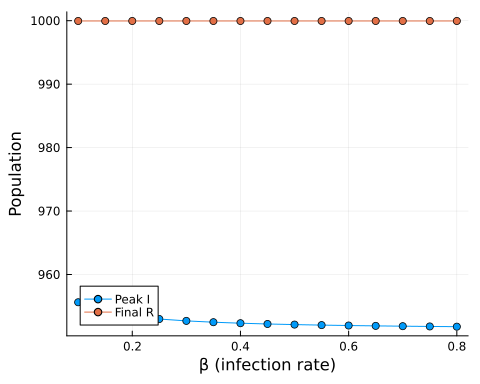 1000
990
980
970
960
Population
Peak I
Final R
0.2 0.4 0.6 0.8
β (infection rate)